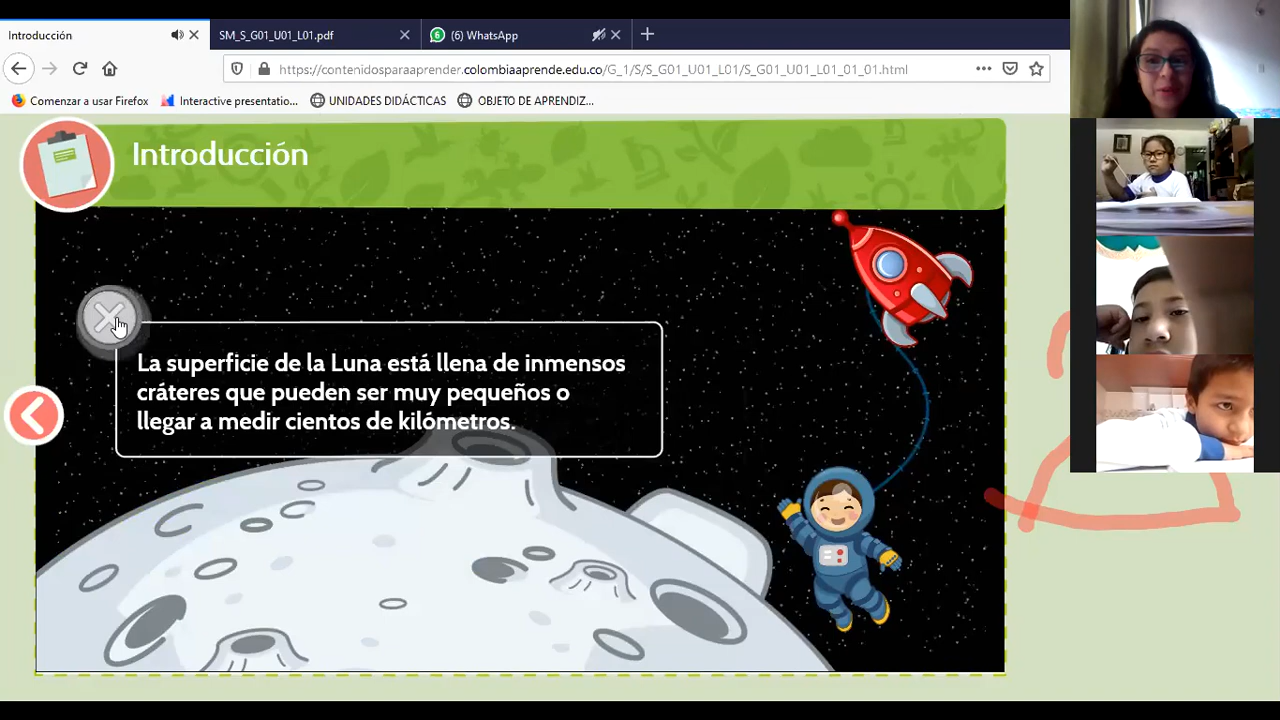 Introducción
SM_S_G01_U01_L01.pdf
6
(6) WhatsApp
https://contenidosparaaprender.colombiaaprende.edu.co/G_1/S/S_G01_U01_L01/S_G01_U01_L01_01_01.html
Comenzar a usar Firefox
Interactive presentatio...
UNIDADES DIDÁCTICAS
OBJETO DE APRENDIZ...
Introducción
La superficie de la Luna está llena de inmensos
cráteres que pueden ser muy pequeños o
llegar a medir cientos de kilómetros.